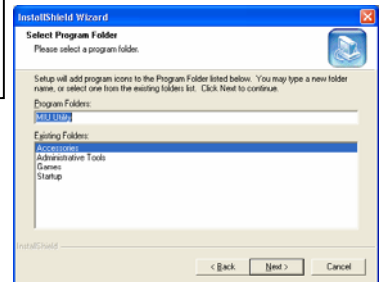 InstallShield Wizard
Select Program Folder
Please select a program folder.
Setup will add program icons to the Program Folder listed below. You may type a new folder
name, or select one from the existing folders list. Click Next to continue.
Program Folders:
MIU Utility
Existing Folders:
Accessories
Administrative Tools
Games
Startup
InstallShield
< Back Next > Cancel